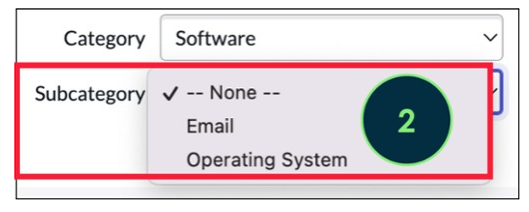 Category Software
Subcategory ✓ -- None --
2
Email
Operating System